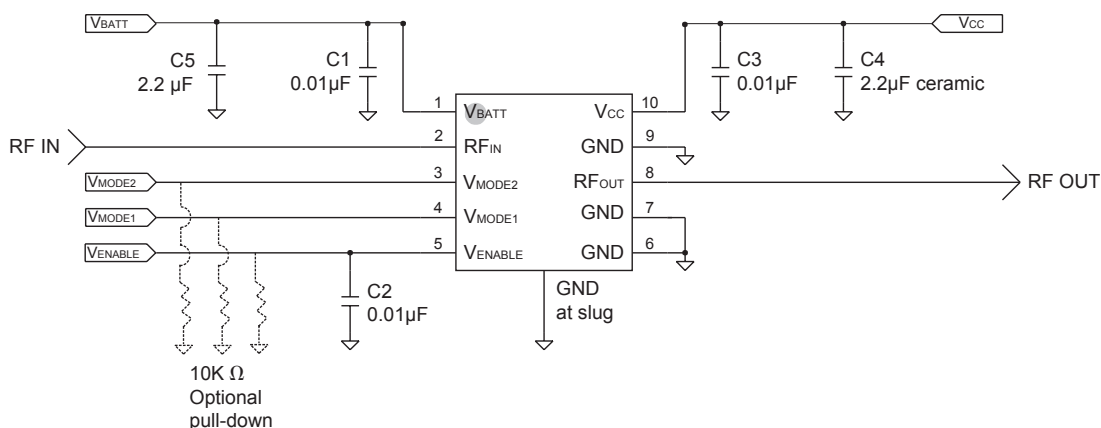 VBATT
VCC
C5
2.2 µF
C1
0.01µF
C3
0.01µF
C4
2.2µF ceramic
1
VBATT
VCC
10
RF IN
2
RFIN
GND
9
VMODE2
3
VMODE2
RFOUT
8
RF OUT
VMODE1
4
VMODE1
GND
7
VENABLE
5
VENABLE
GND
6
C2
0.01µF
GND
at slug
10K Ω
Optional
pull-down